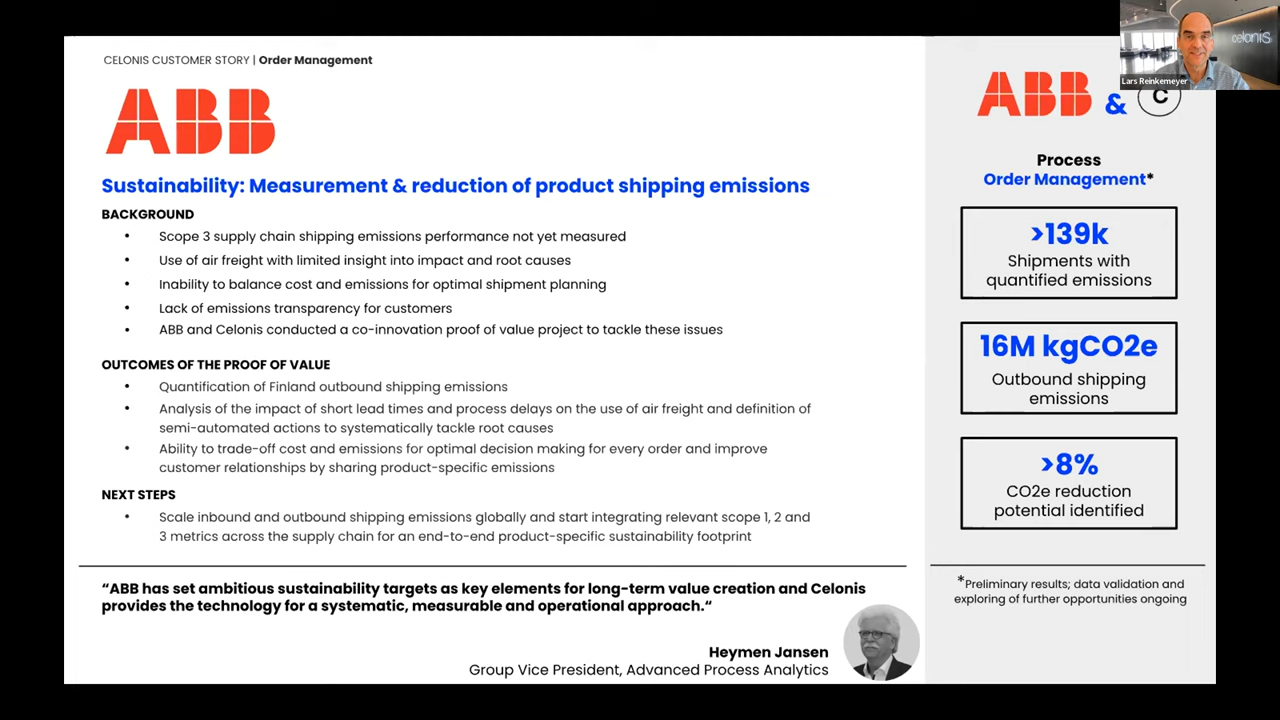 CELONIS CUSTOMER STORY | Order Management
ABB
Sustainability: Measurement & reduction of product shipping emissions
BACKGROUND
• Scope 3 supply chain shipping emissions performance not yet measured
• Use of air freight with limited insight into impact and root causes
• Inability to balance cost and emissions for optimal shipment planning
• Lack of emissions transparency for customers
• ABB and Celonis conducted a co-innovation proof of value project to tackle these issues
OUTCOMES OF THE PROOF OF VALUE
• Quantification of Finland outbound shipping emissions
• Analysis of the impact of short lead times and process delays on the use of air freight and definition of
semi-automated actions to systematically tackle root causes
• Ability to trade-off cost and emissions for optimal decision making for every order and improve
customer relationships by sharing product-specific emissions
NEXT STEPS
• Scale inbound and outbound shipping emissions globally and start integrating relevant scope 1, 2 and
3 metrics across the supply chain for an end-to-end product-specific sustainability footprint
“ABB has set ambitious sustainability targets as key elements for long-term value creation and Celonis
provides the technology for a systematic, measurable and operational approach.“
Heymen Jansen
Group Vice President, Advanced Process Analytics
celonis
Lars Reinkemeyer
ABB & C
Process
Order Management*
>139k
Shipments with
quantified emissions
16M kgCO2e
Outbound shipping
emissions
>8%
CO2e reduction
potential identified
*Preliminary results; data validation and
exploring of further opportunities ongoing